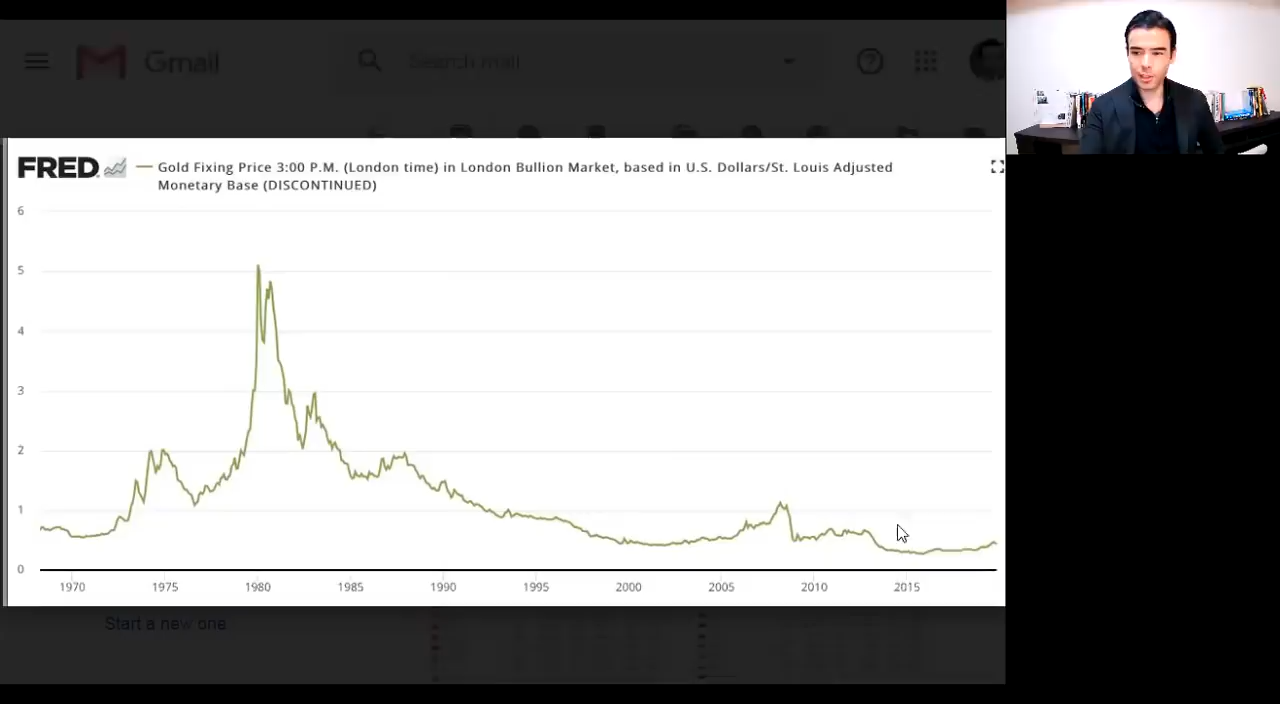 Gmail
Search mail
FRED
Gold Fixing Price 3:00 P.M. (London time) in London Bullion Market, based in U.S. Dollars/St. Louis Adjusted
Monetary Base (DISCONTINUED)
6
5
4
3
2
1
0
1970 1975 1980 1985 1990 1995 2000 2005 2010 2015
Start a new one